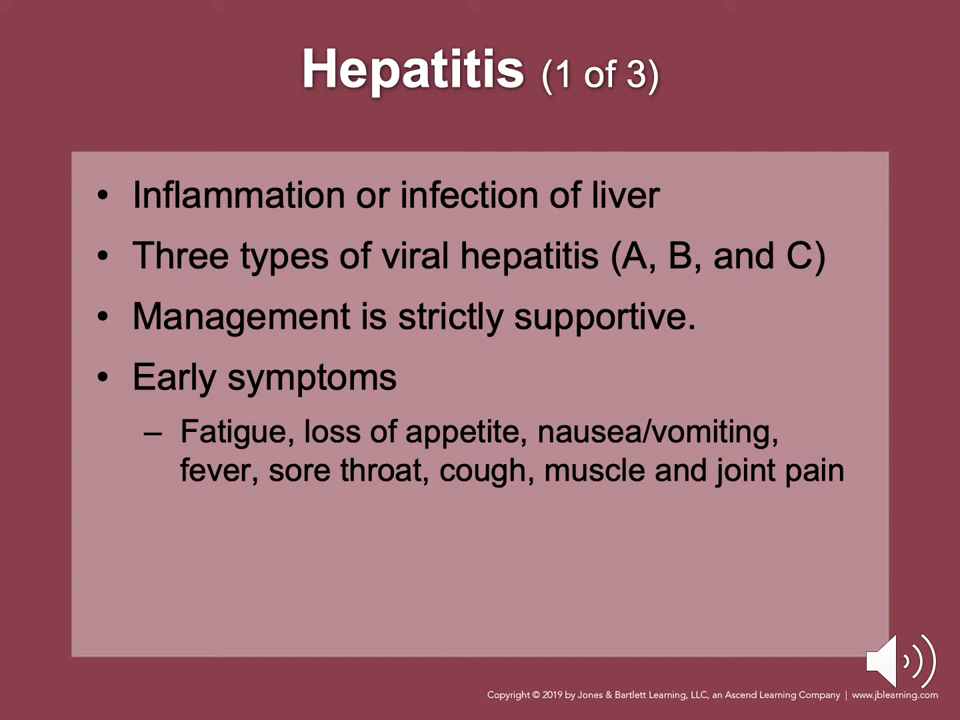 Hepatitis (1 of 3)
• Inflammation or infection of liver
• Three types of viral hepatitis (A, B, and C)
• Management is strictly supportive.
• Early symptoms
– Fatigue, loss of appetite, nausea/vomiting,
fever, sore throat, cough, muscle and joint pain
Copyright © 2019 by Jones & Bartlett Learning, LLC, an Ascend Learning Company | www.jblearning.com